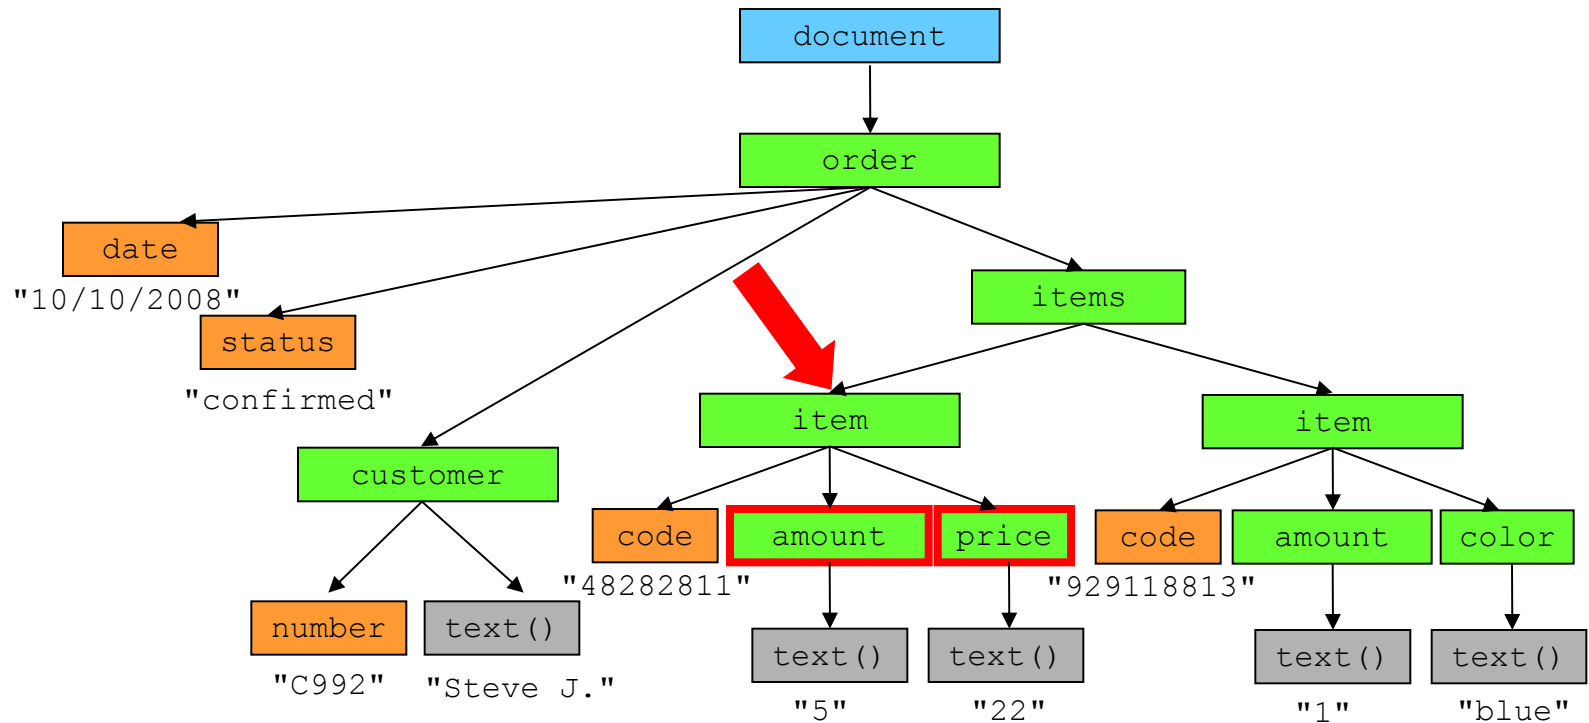 document
order
date
"10/10/2008"
items
status
"confirmed"
item
item
customer
code
amount
price
code
amount
color
"48282811"
"929118813"
number
text()
text()
text()
text()
text()
"C992"
"Steve J."
"5"
"22"
"1"
"blue"